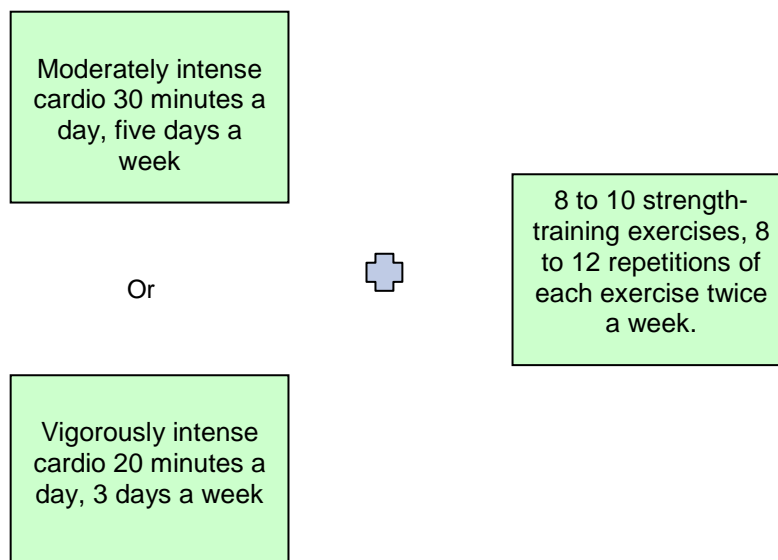 Moderately intense
cardio 30 minutes a
day, five days a
week
Or
8 to 10 strength-
training exercises, 8
to 12 repetitions of
each exercise twice
a week.
Vigorously intense
cardio 20 minutes a
day, 3 days a week